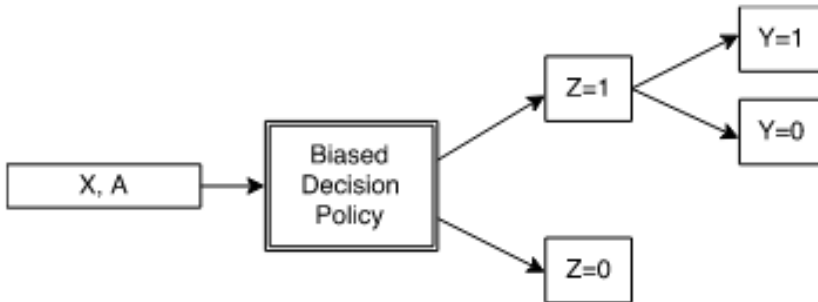 Y=1
Z=1
Y=0
Biased
Decision
Policy
X, A
Z=0